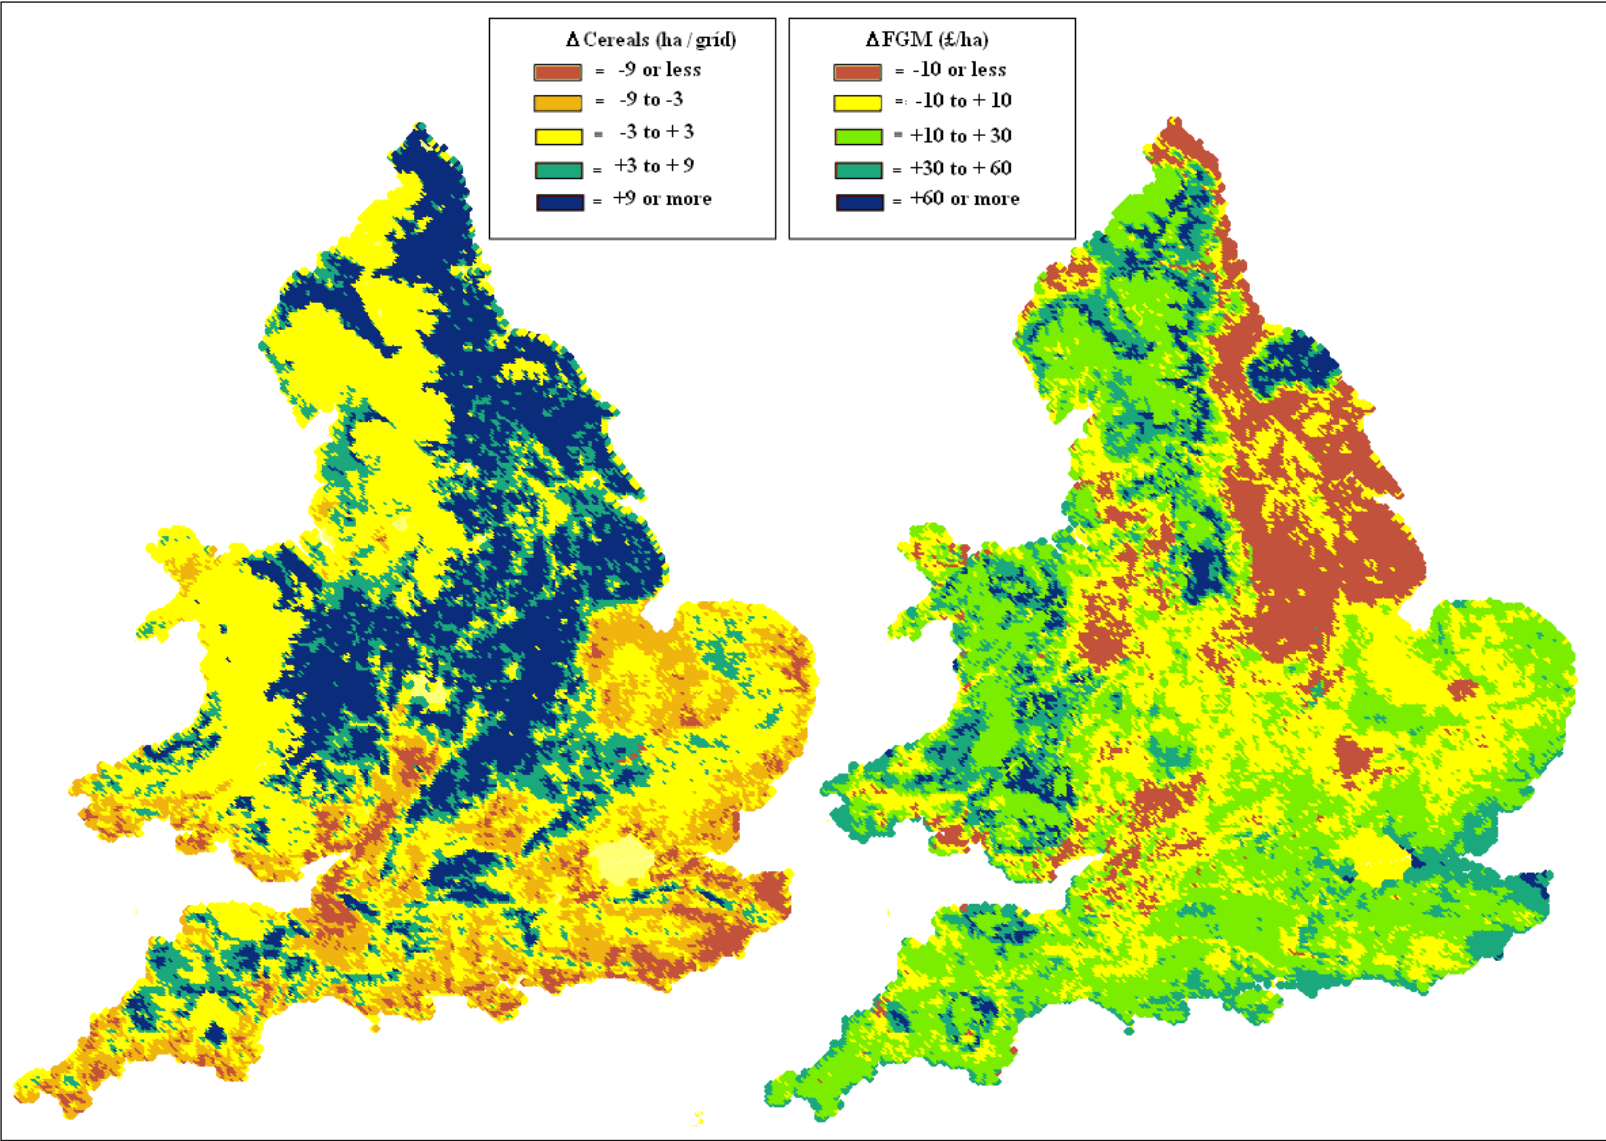 Δ Cereals (ha / grid)
= -9 or less
= -9 to -3
= -3 to + 3
= +3 to + 9
= +9 or more
ΔFGM (£/ha)
= -10 or less
= -10 to + 10
= +10 to + 30
= +30 to + 60
= +60 or more